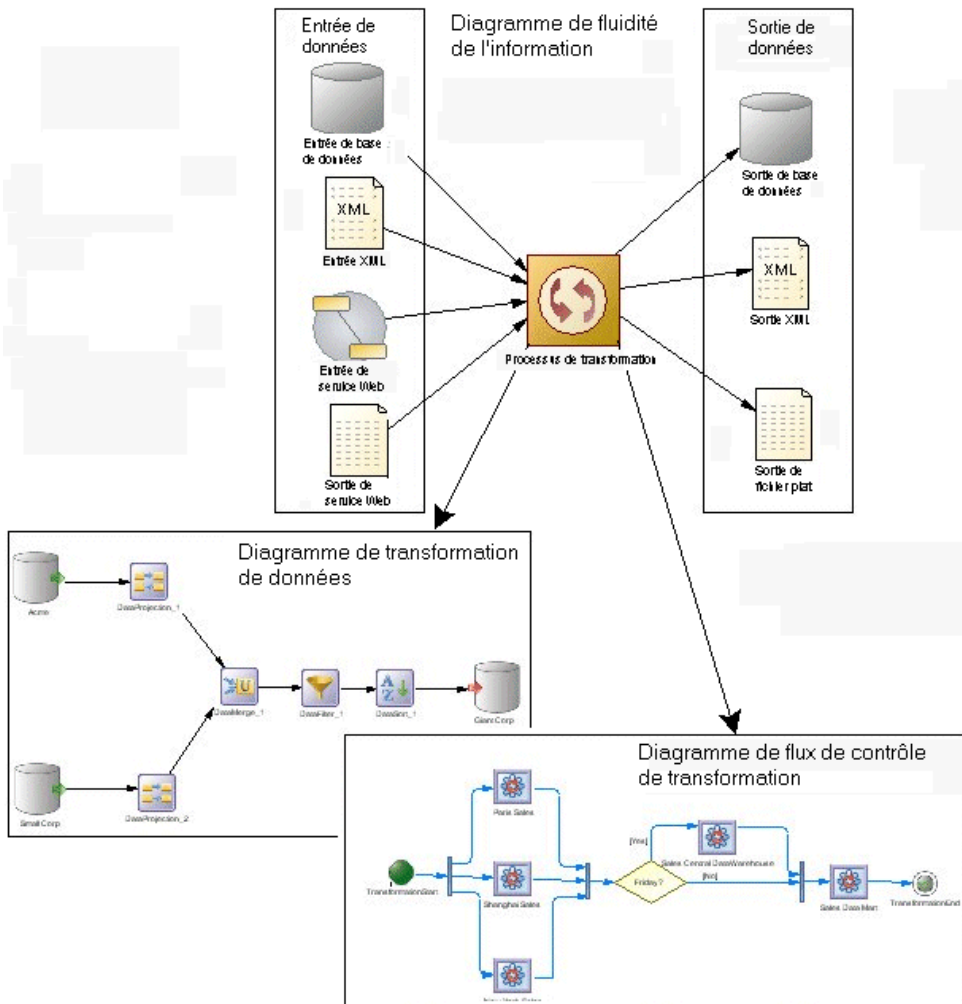 Entrée de
données
Diagramme de fluidité
de l'information
Sortie de
données
Entrée de base
de données
Sortie de base
de données
XML
Entrée XML
XML
Sortie XML
Processus de transformation
Entrée de
service Web
Sortie de
service Web
Sortie de
fichier plat
Diagramme de transformation
de données
Acme
DataProjection_1
DataMerge_1
DataFilter_1
A
Z
DataSort_1
GiantCorp
SmallCorp
DataProjection_2
U
Diagramme de flux de contrôle
de transformation
Paris Sales
[Yes]
Sales Central DataWarehouse
[No]
TransformationStart
Shanghai Sales
Friday?
Sales Data Mart
TransformationEnd